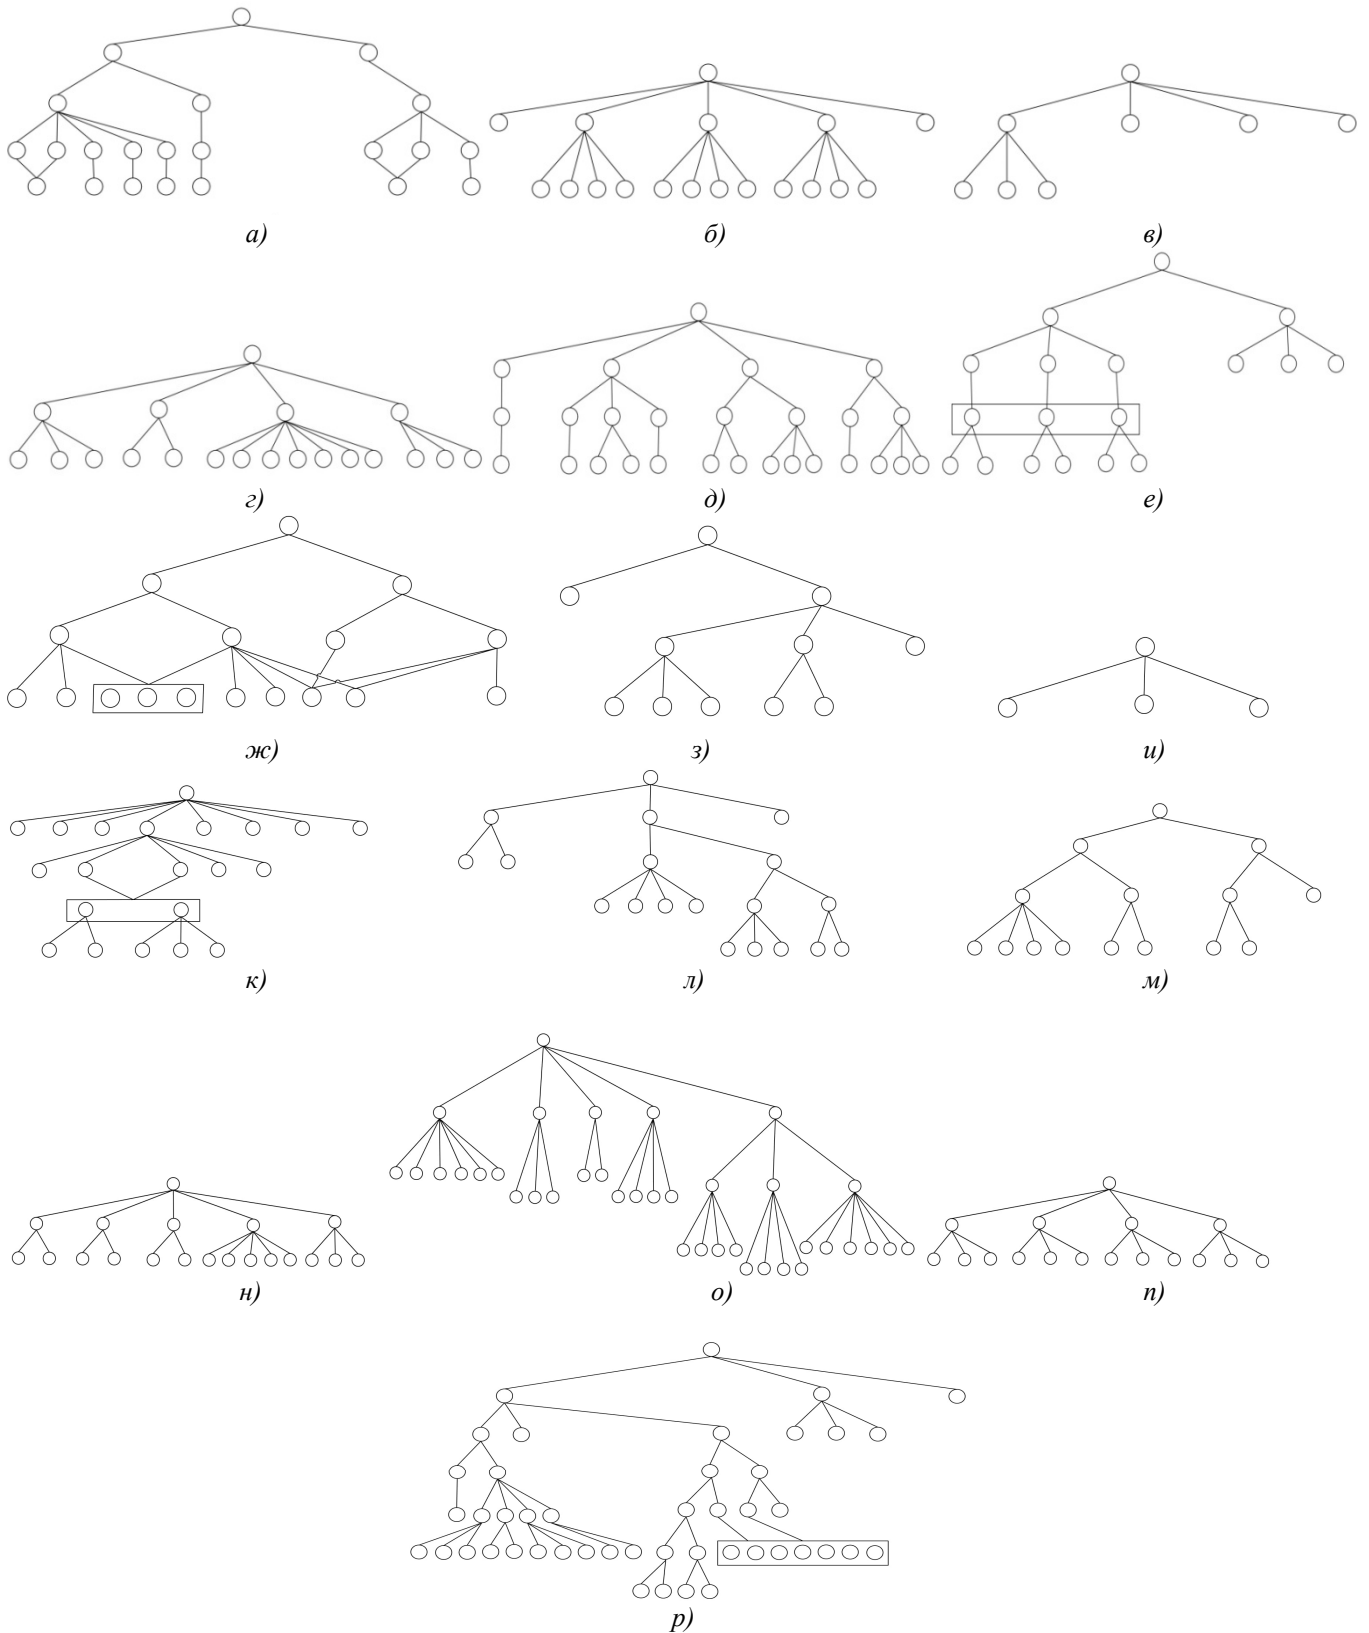 а) б) в)
г) д) е)
ж) з) и)
к) л) м)
н) о) п)
р)